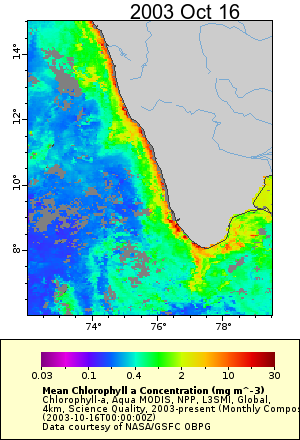 2003 Oct 16
14°
12°
10°
8°
74° 76° 78°
0.03 0.1 0.4 2 10 30
Mean Chlorophyll a Concentration (mg m^-3)
Chlorophyll-a, Aqua MODIS, NPP, L3SMI, Global,
4km, Science Quality, 2003-present (Monthly Compos
(2003-10-16T00:00:00Z)
Data courtesy of NASA/GSFC OBPG